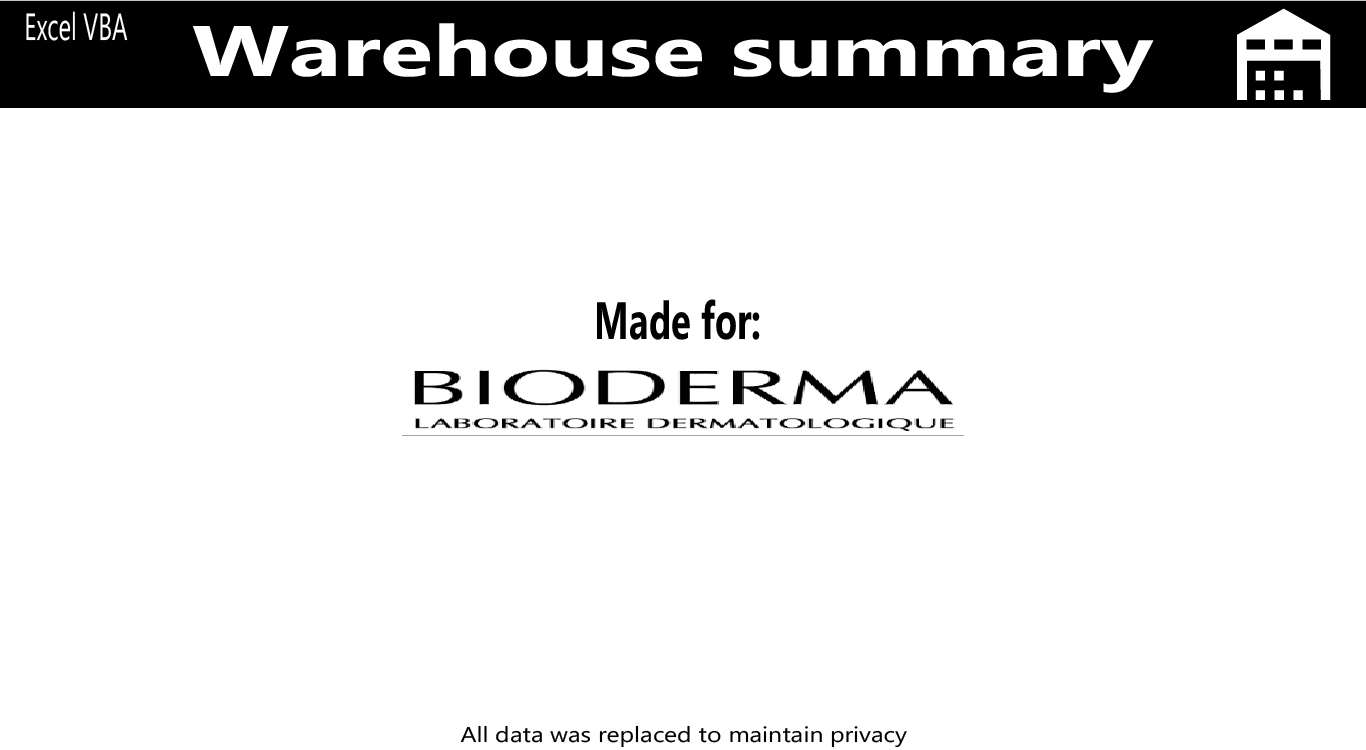 Excel VBA
Warehouse summary
Made for:
BIODERMA
LABORATOIRE DERMATOLOGIQUE
All data was replaced to maintain privacy